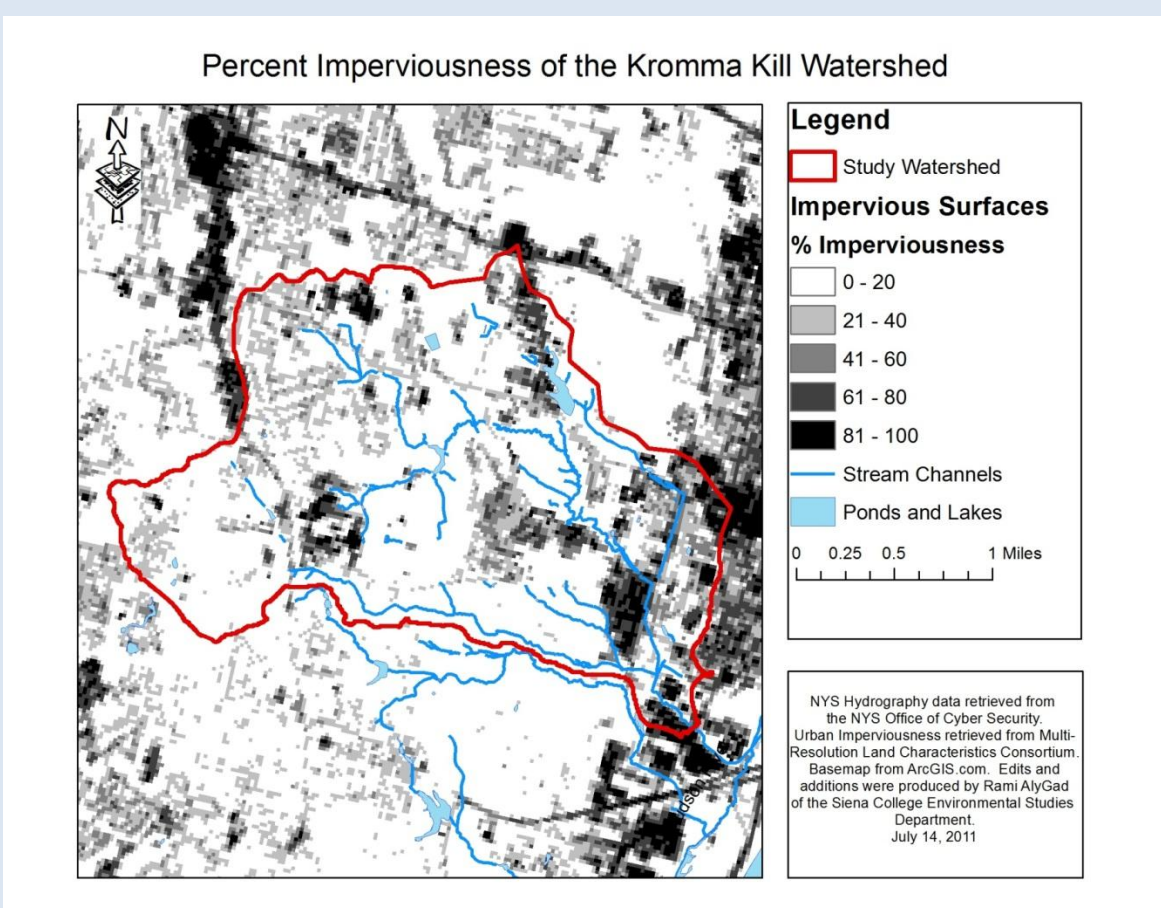 Percent Imperviousness of the Kromma Kill Watershed
N
Legend
Study Watershed
Impervious Surfaces
% Imperviousness
0 - 20
21 - 40
41 - 60
61 - 80
81 - 100
Stream Channels
Ponds and Lakes
0 0.25 0.5 1 Miles
NYS Hydrography data retrieved from
the NYS Office of Cyber Security.
Urban Imperviousness retrieved from Multi-
Resolution Land Characteristics Consortium.
Basemap from ArcGIS.com. Edits and
additions were produced by Rami AlyGad
of the Siena College Environmental Studies
Department.
July 14, 2011